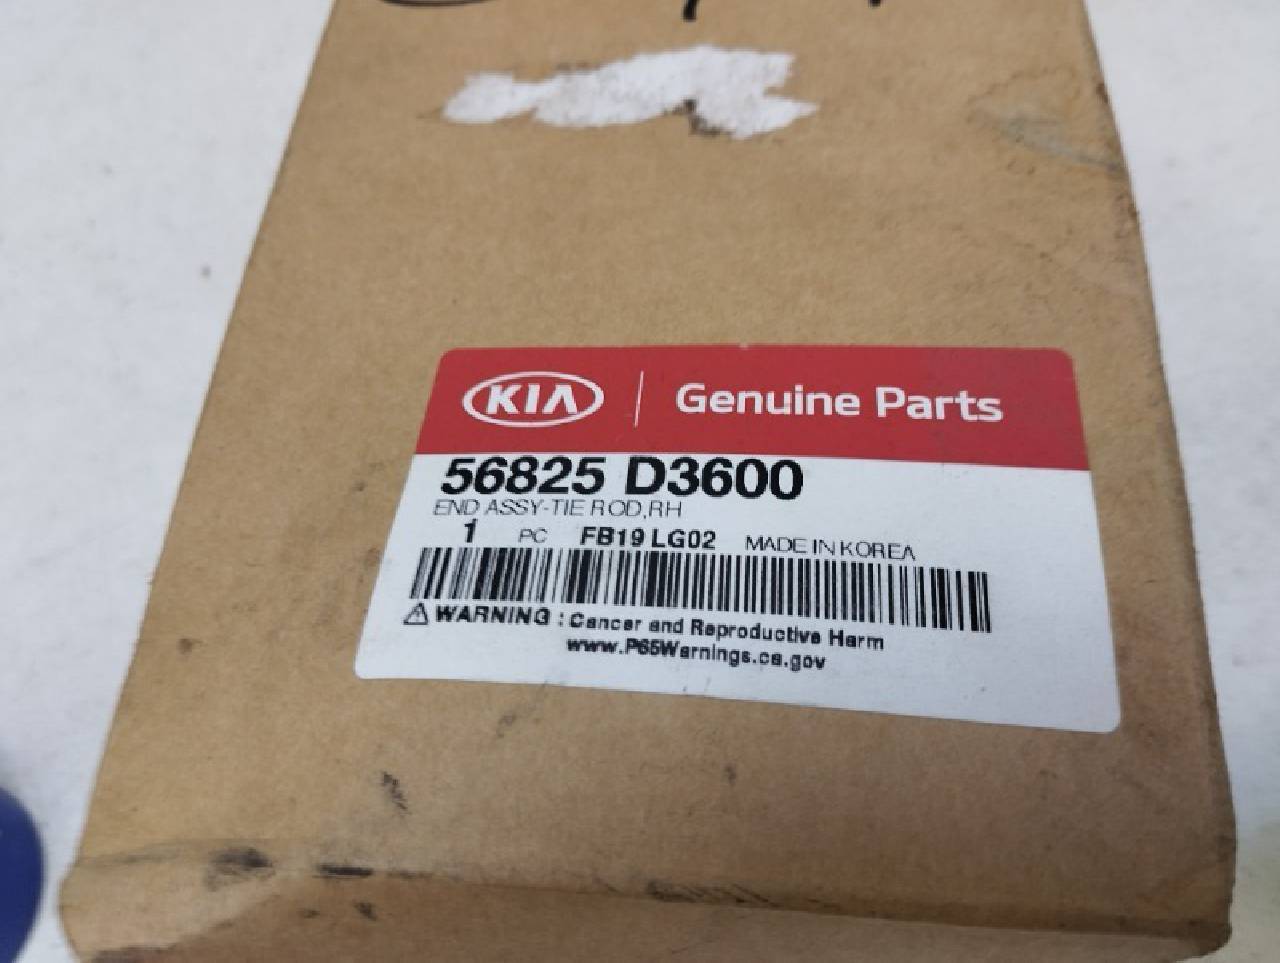 KIA | Genuine Parts
56825 D3600
END ASSY-TIE ROD,RH
1 PC FB19 LG02 MADE IN KOREA
⚠ WARNING : Cancer and Reproductive Harm
www.P65Warnings.ca.gov